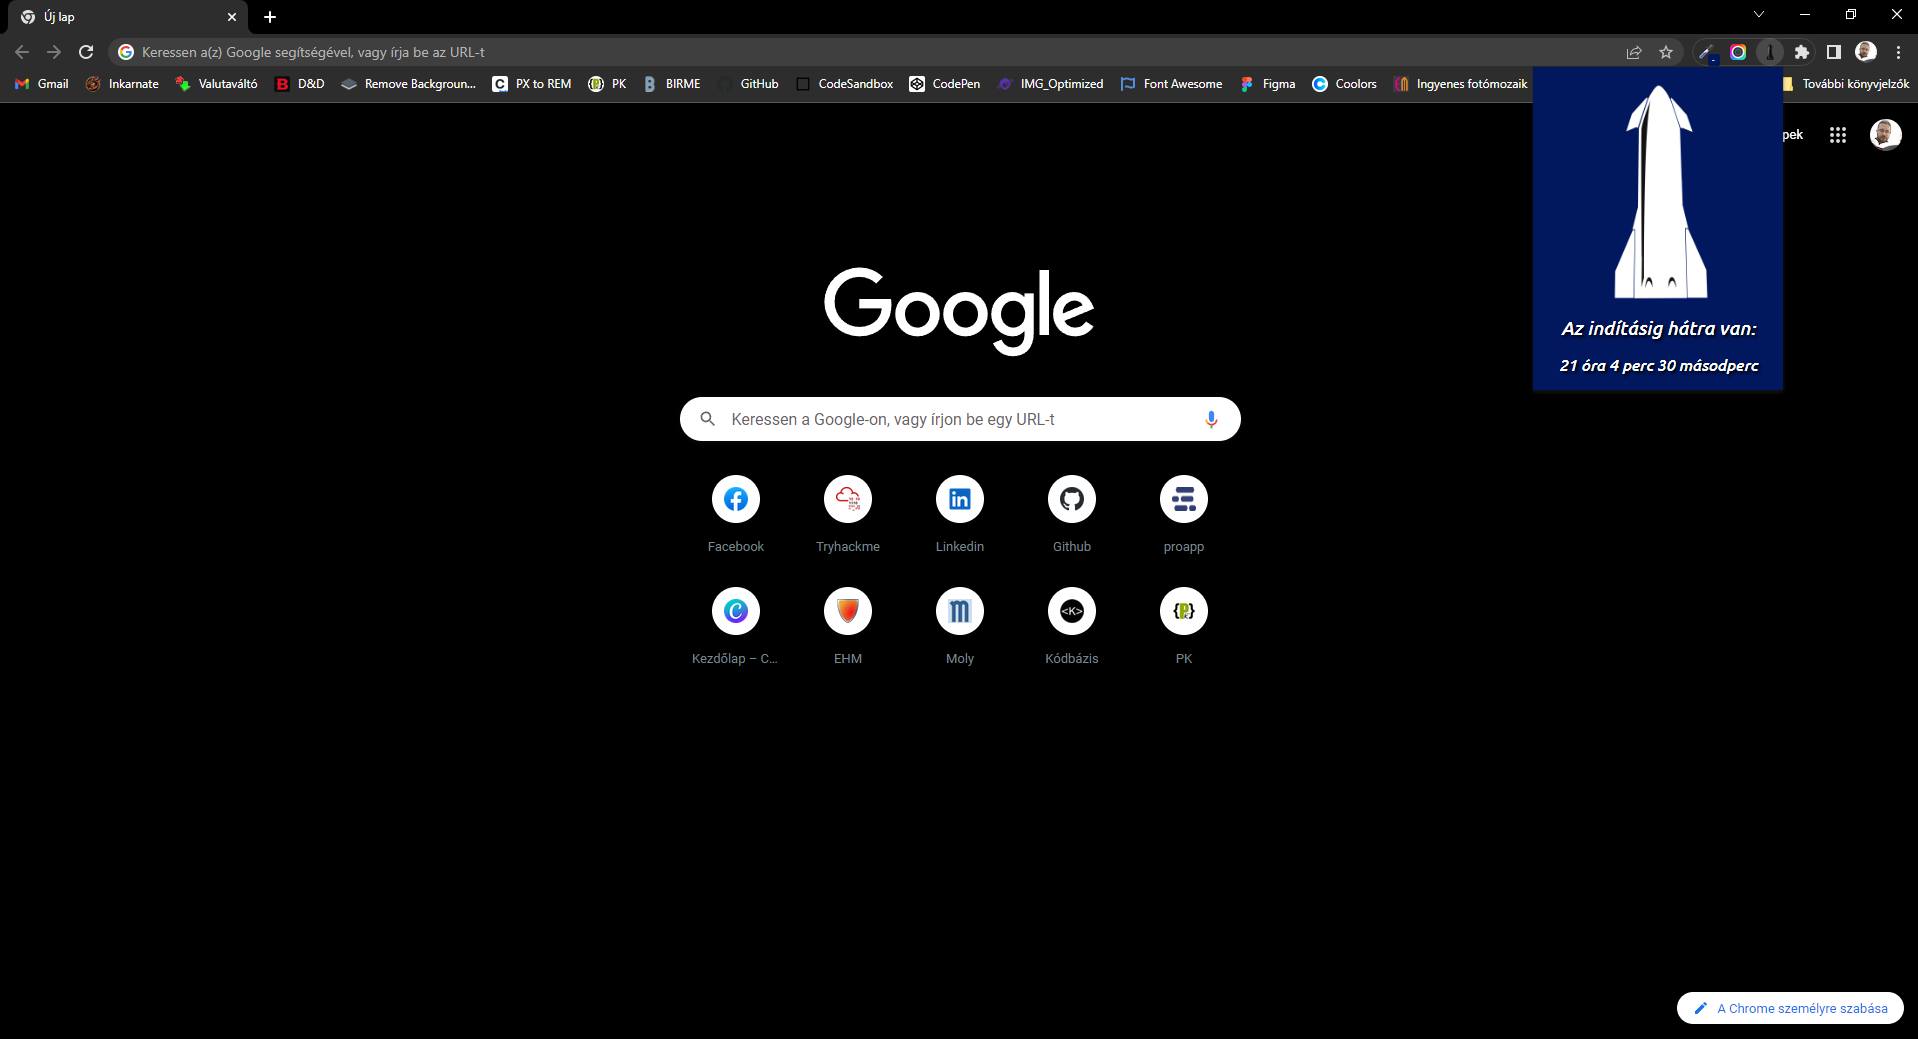 Új lap
Keressen a(z) Google segítségével, vagy írja be az URL-t
Gmail Inkarnate Valutaváltó D&D Remove Backgroun... PX to REM PK BIRME GitHub CodeSandbox CodePen IMG_Optimized Font Awesome Figma Coolors Ingyenes fotómozaik További könyvjelzők
pek
Google
Az indításig hátra van:
21 óra 4 perc 30 másodperc
Keressen a Google-on, vagy írjon be egy URL-t
Facebook Tryhackme Linkedin Github proapp
Kezdőlap – C... EHM Moly Kódbázis PK
A Chrome személyre szabása